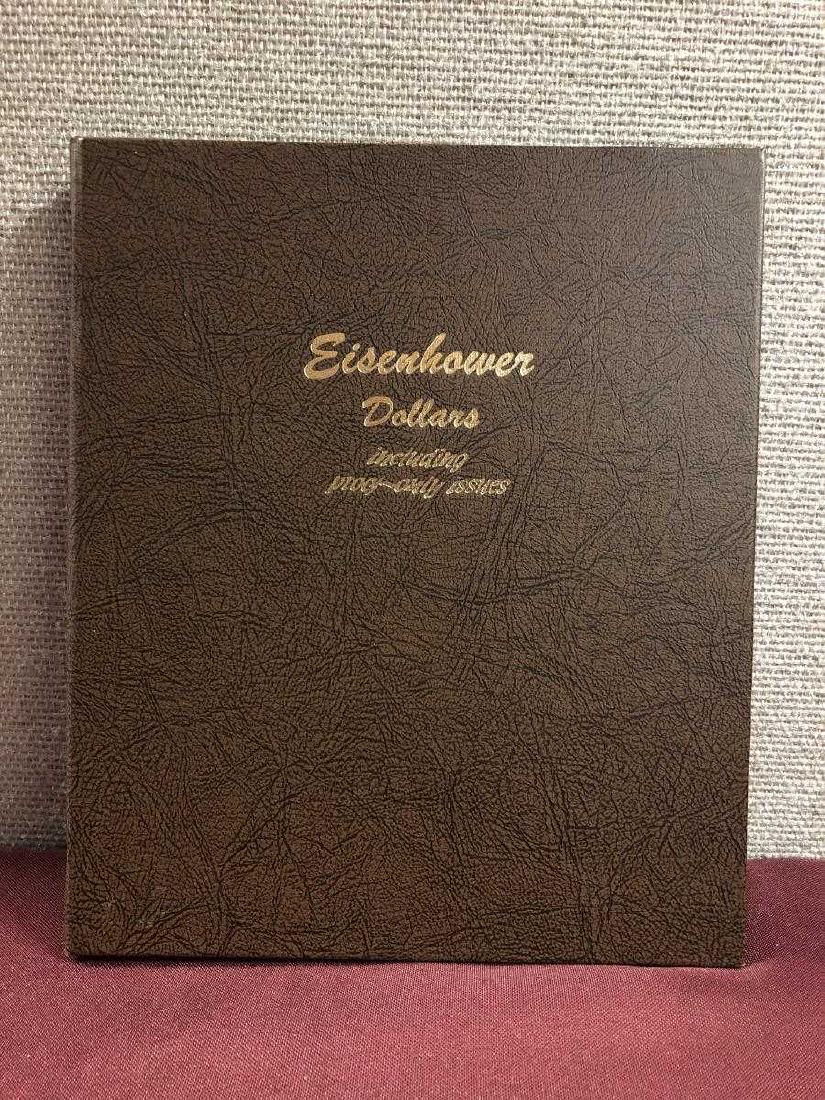 Eisenhower
Dollars
including
proof-only issues